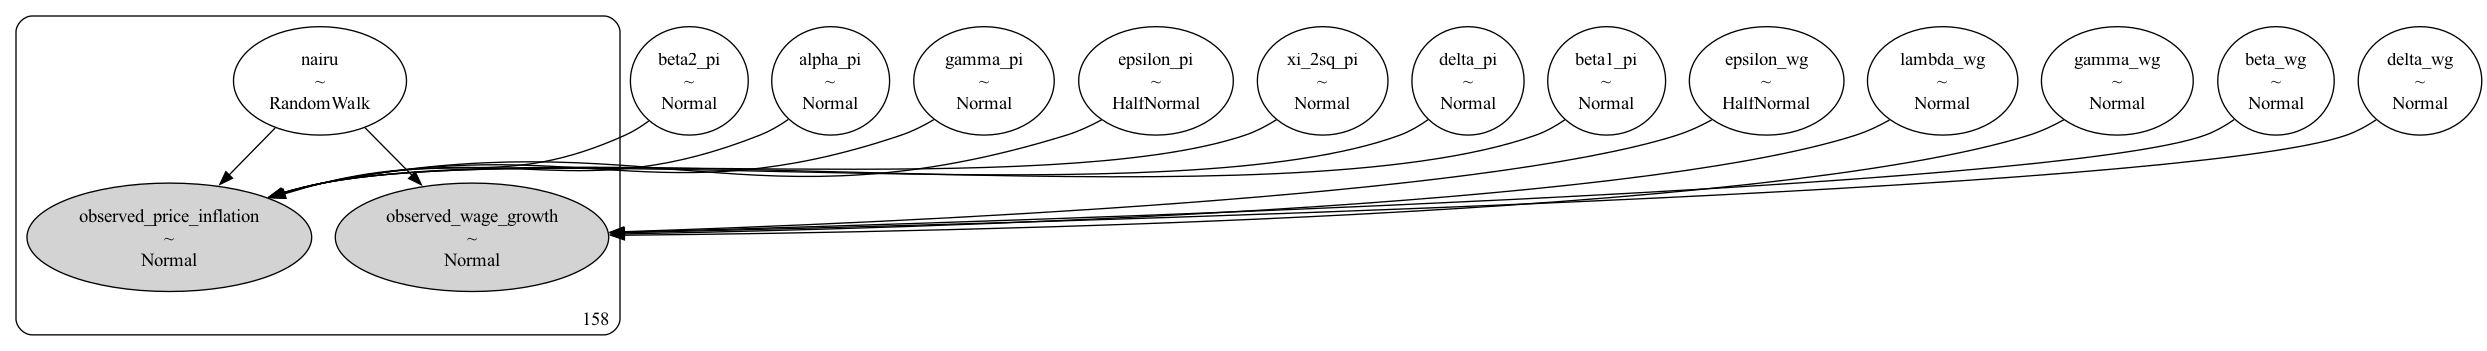 nairu
~
RandomWalk
beta2_pi
~
Normal
alpha_pi
~
Normal
gamma_pi
~
Normal
epsilon_pi
~
HalfNormal
xi_2sq_pi
~
Normal
delta_pi
~
Normal
beta1_pi
~
Normal
epsilon_wg
~
HalfNormal
lambda_wg
~
Normal
gamma_wg
~
Normal
beta_wg
~
Normal
delta_wg
~
Normal
observed_price_inflation
~
Normal
observed_wage_growth
~
Normal
158